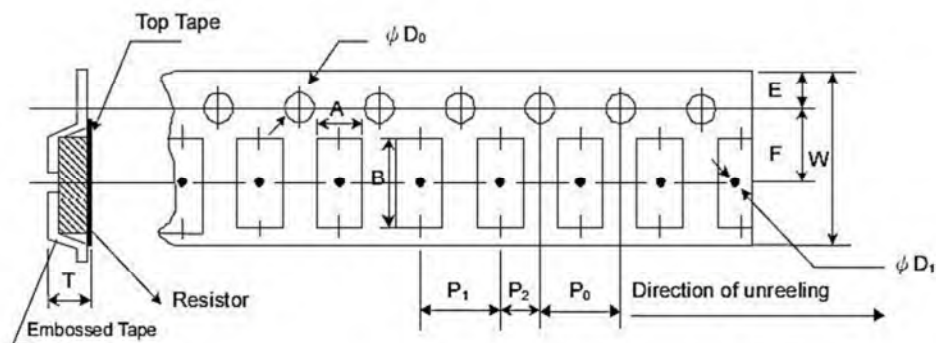 Top Tape
ψ D₀
A
E
F
W
B
ψ D₁
T
Resistor
P₁
P₂
P₀
Direction of unreeling
Embossed Tape